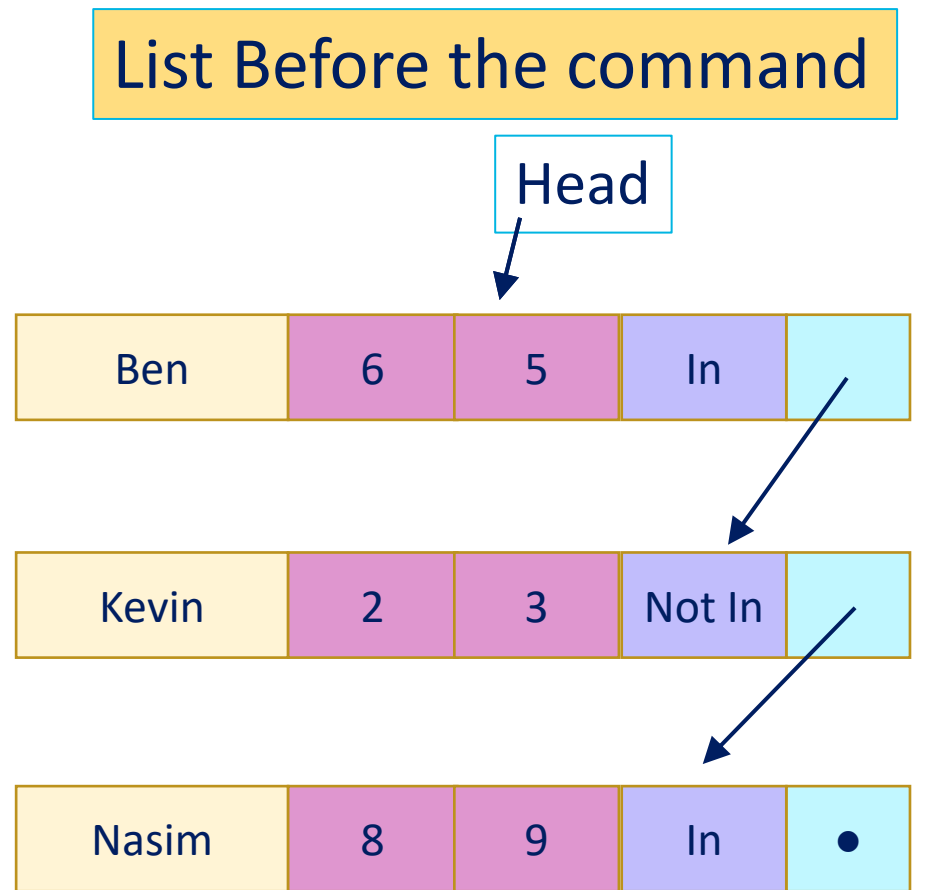 List Before the command
Head
Ben 6 5 In
Kevin 2 3 Not In
Nasim 8 9 In